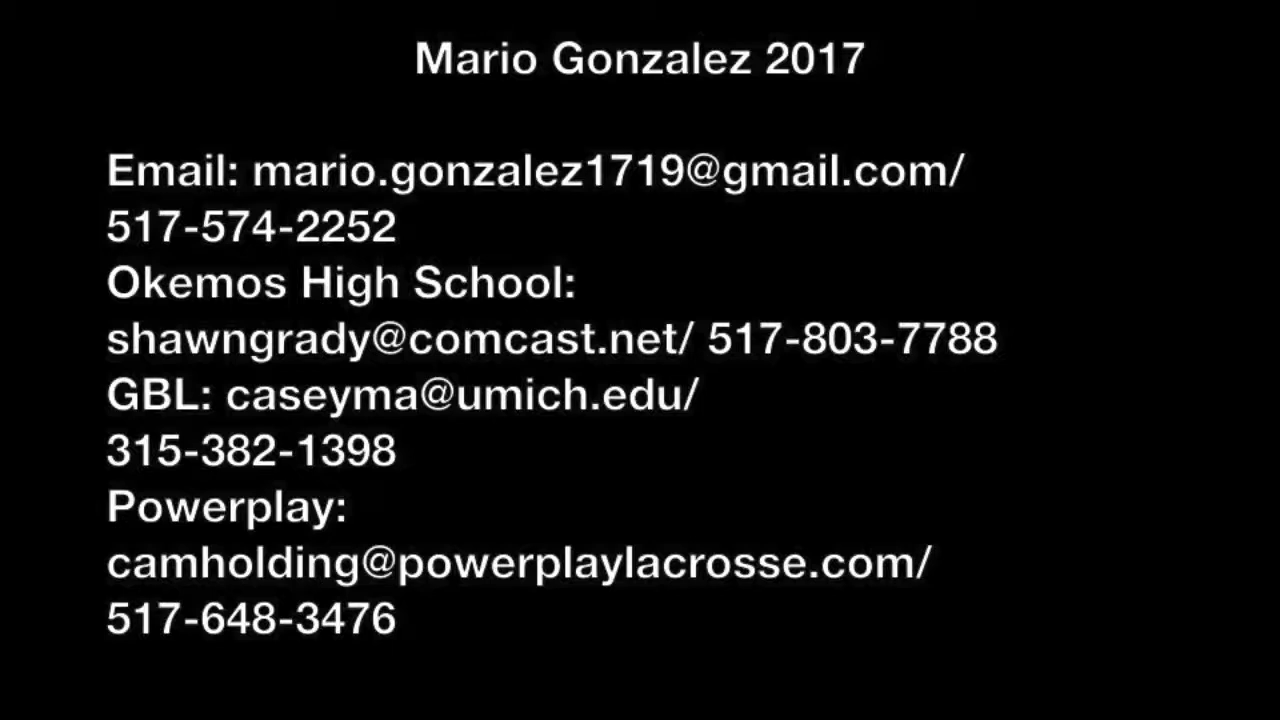 Mario Gonzalez 2017
Email: mario.gonzalez1719@gmail.com/
517-574-2252
Okemos High School:
shawngrady@comcast.net/ 517-803-7788
GBL: caseyma@umich.edu/
315-382-1398
Powerplay:
camholding@powerplaylacrosse.com/
517-648-3476